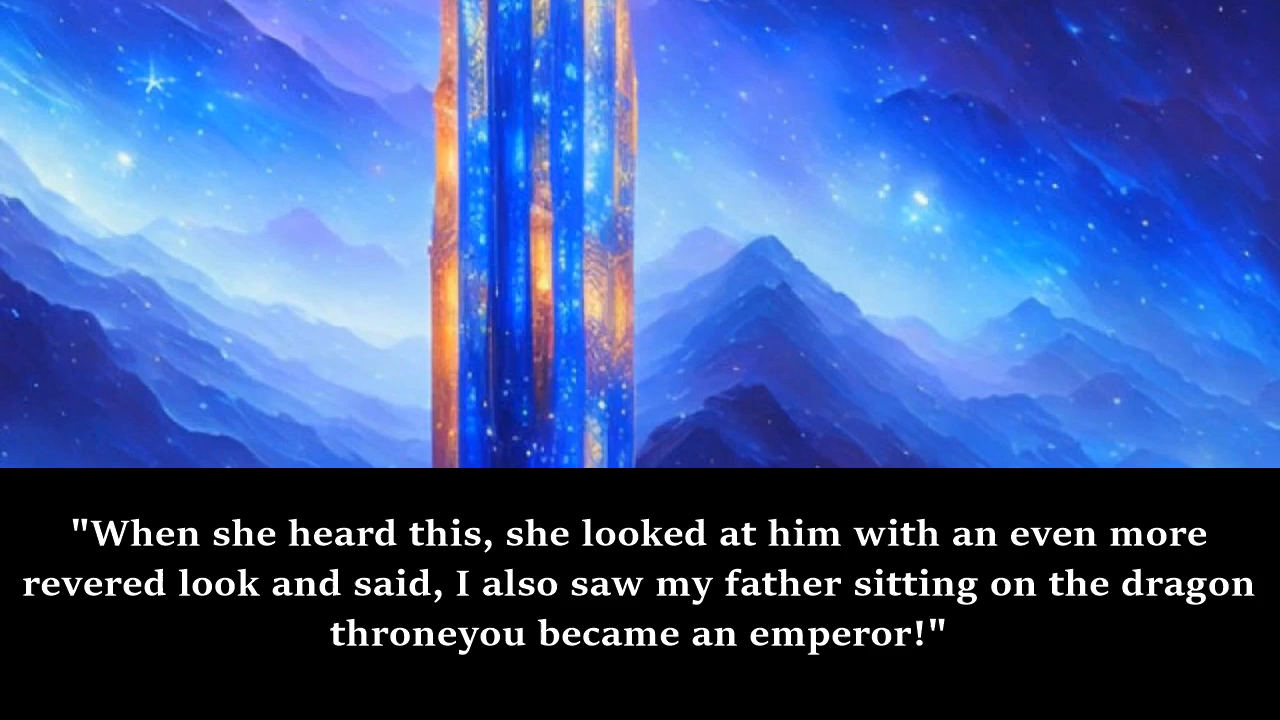 "When she heard this, she looked at him with an even more
revered look and said, I also saw my father sitting on the dragon
throneyou became an emperor!"